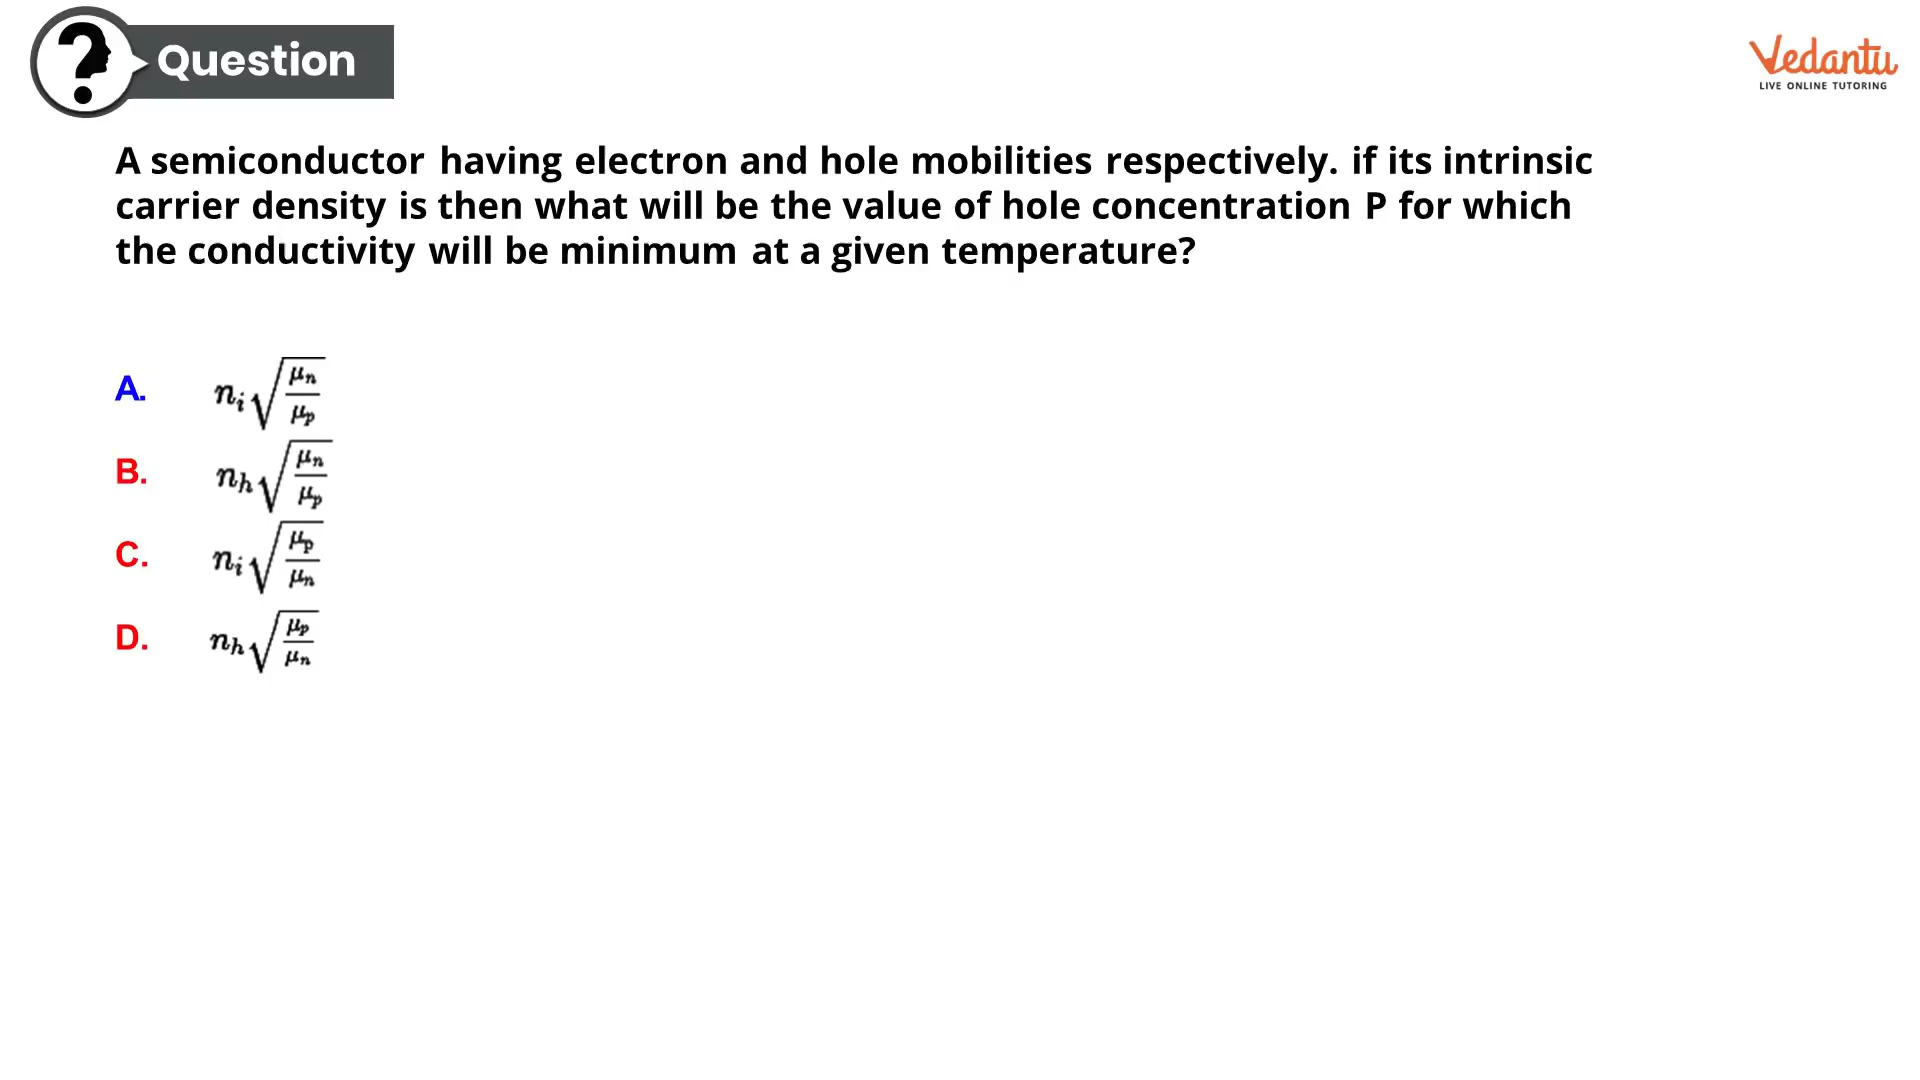 ? Question
Vedantu
LIVE ONLINE TUTORING
A semiconductor having electron and hole mobilities respectively. if its intrinsic
carrier density is then what will be the value of hole concentration P for which
the conductivity will be minimum at a given temperature?
A. n_i √(μ_n/μ_p)
B. n_h √(μ_n/μ_p)
C. n_i √(μ_p/μ_n)
D. n_h √(μ_p/μ_n)